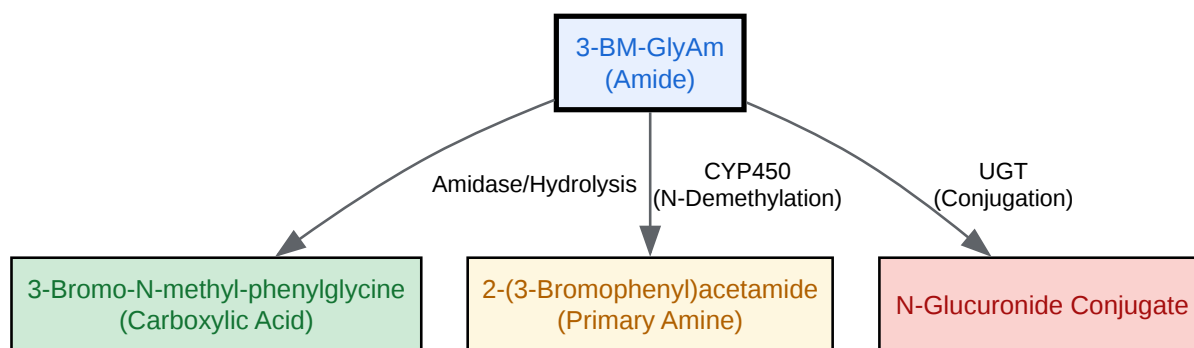 3-BM-GlyAm
(Amide)
Amidase/Hydrolysis
CYP450
(N-Demethylation)
UGT
(Conjugation)
3-Bromo-N-methyl-phenylglycine
(Carboxylic Acid)
2-(3-Bromophenyl)acetamide
(Primary Amine)
N-Glucuronide Conjugate